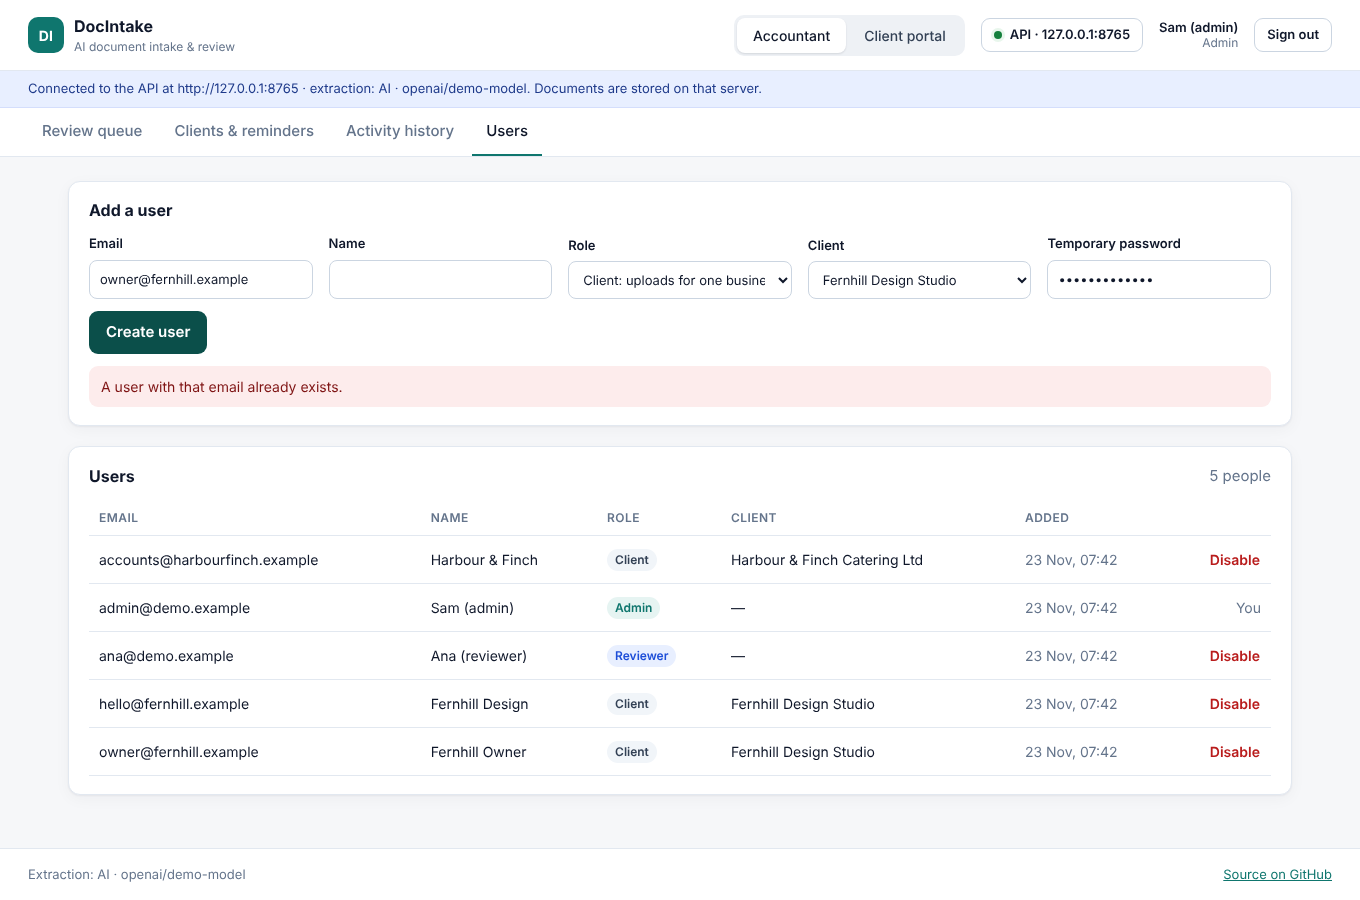 DI
DocIntake
AI document intake & review
Accountant
Client portal
API · 127.0.0.1:8765
Sam (admin)
Admin
Sign out
Connected to the API at http://127.0.0.1:8765 · extraction: AI · openai/demo-model. Documents are stored on that server.
Review queue
Clients & reminders
Activity history
Users
Add a user
Email
Name
Role
Client
Temporary password
owner@fernhill.example
Client: uploads for one busine
Fernhill Design Studio
•••••••••••••
Create user
A user with that email already exists.
Users
5 people
EMAIL NAME ROLE CLIENT ADDED
accounts@harbourfinch.example Harbour & Finch Client Harbour & Finch Catering Ltd 23 Nov, 07:42 Disable
admin@demo.example Sam (admin) Admin — 23 Nov, 07:42 You
ana@demo.example Ana (reviewer) Reviewer — 23 Nov, 07:42 Disable
hello@fernhill.example Fernhill Design Client Fernhill Design Studio 23 Nov, 07:42 Disable
owner@fernhill.example Fernhill Owner Client Fernhill Design Studio 23 Nov, 07:42 Disable
Extraction: AI · openai/demo-model
Source on GitHub